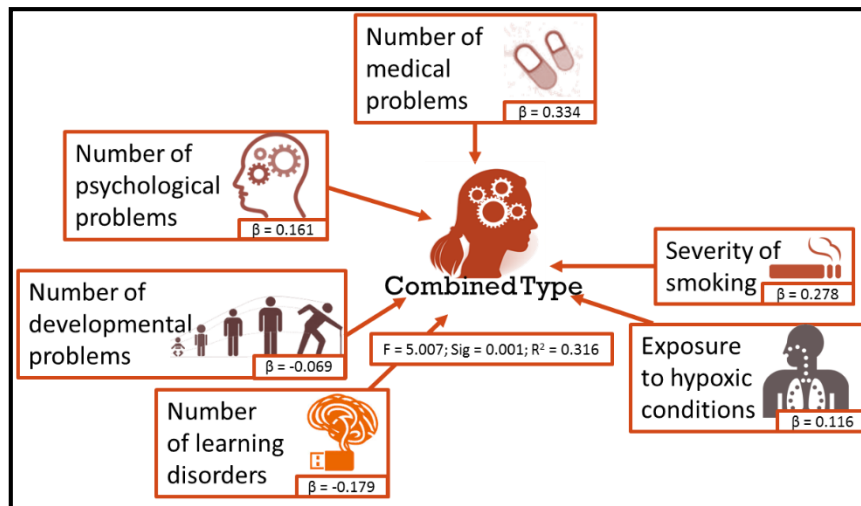 Number of
medical
problems
β = 0.334
Number of
psychological
problems
β = 0.161
Severity of
smoking
β = 0.278
Combined Type
Number of
developmental
problems
β = -0.069
F = 5.007; Sig = 0.001; R² = 0.316
Exposure
to hypoxic
conditions
β = 0.116
Number
of learning
disorders
β = -0.179